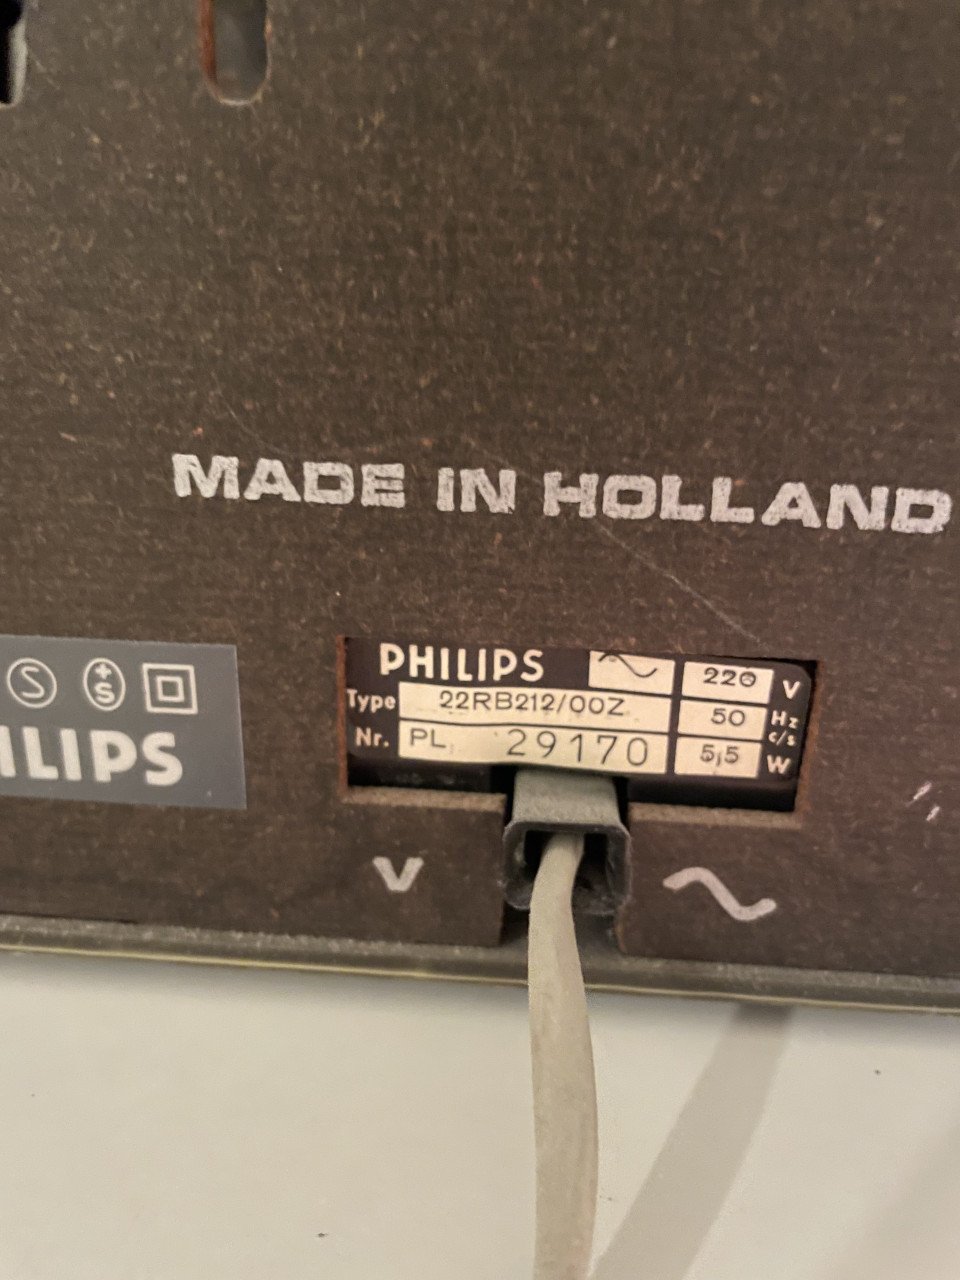 MADE IN HOLLAND
S +S
ILIPS
PHILIPS 220 V
Type 22RB212/00Z 50 Hz c/s
Nr. PL 29170 5,5 W
V